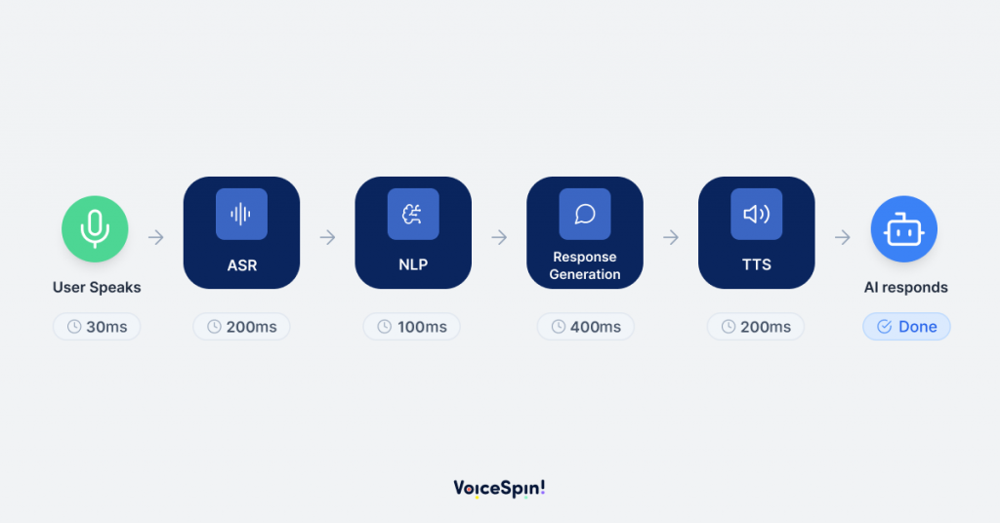 ASR
NLP
Response
Generation
TTS
User Speaks
AI responds
30ms
200ms
100ms
400ms
200ms
Done
VoiceSpin!